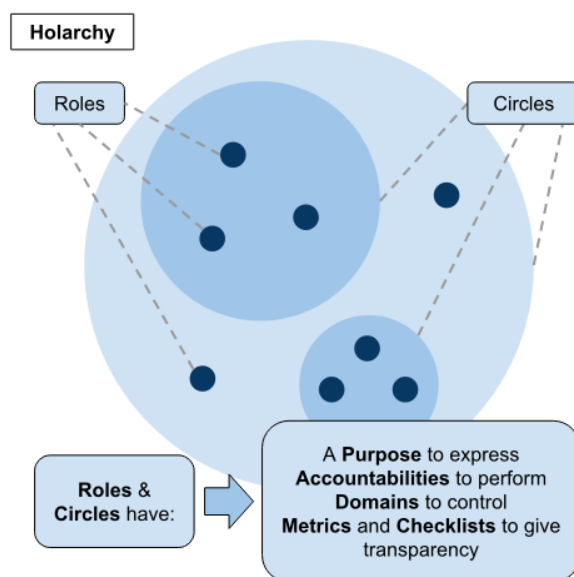 Holarchy
Roles
Circles
Roles &
Circles have:
A Purpose to express
Accountabilities to perform
Domains to control
Metrics and Checklists to give
transparency